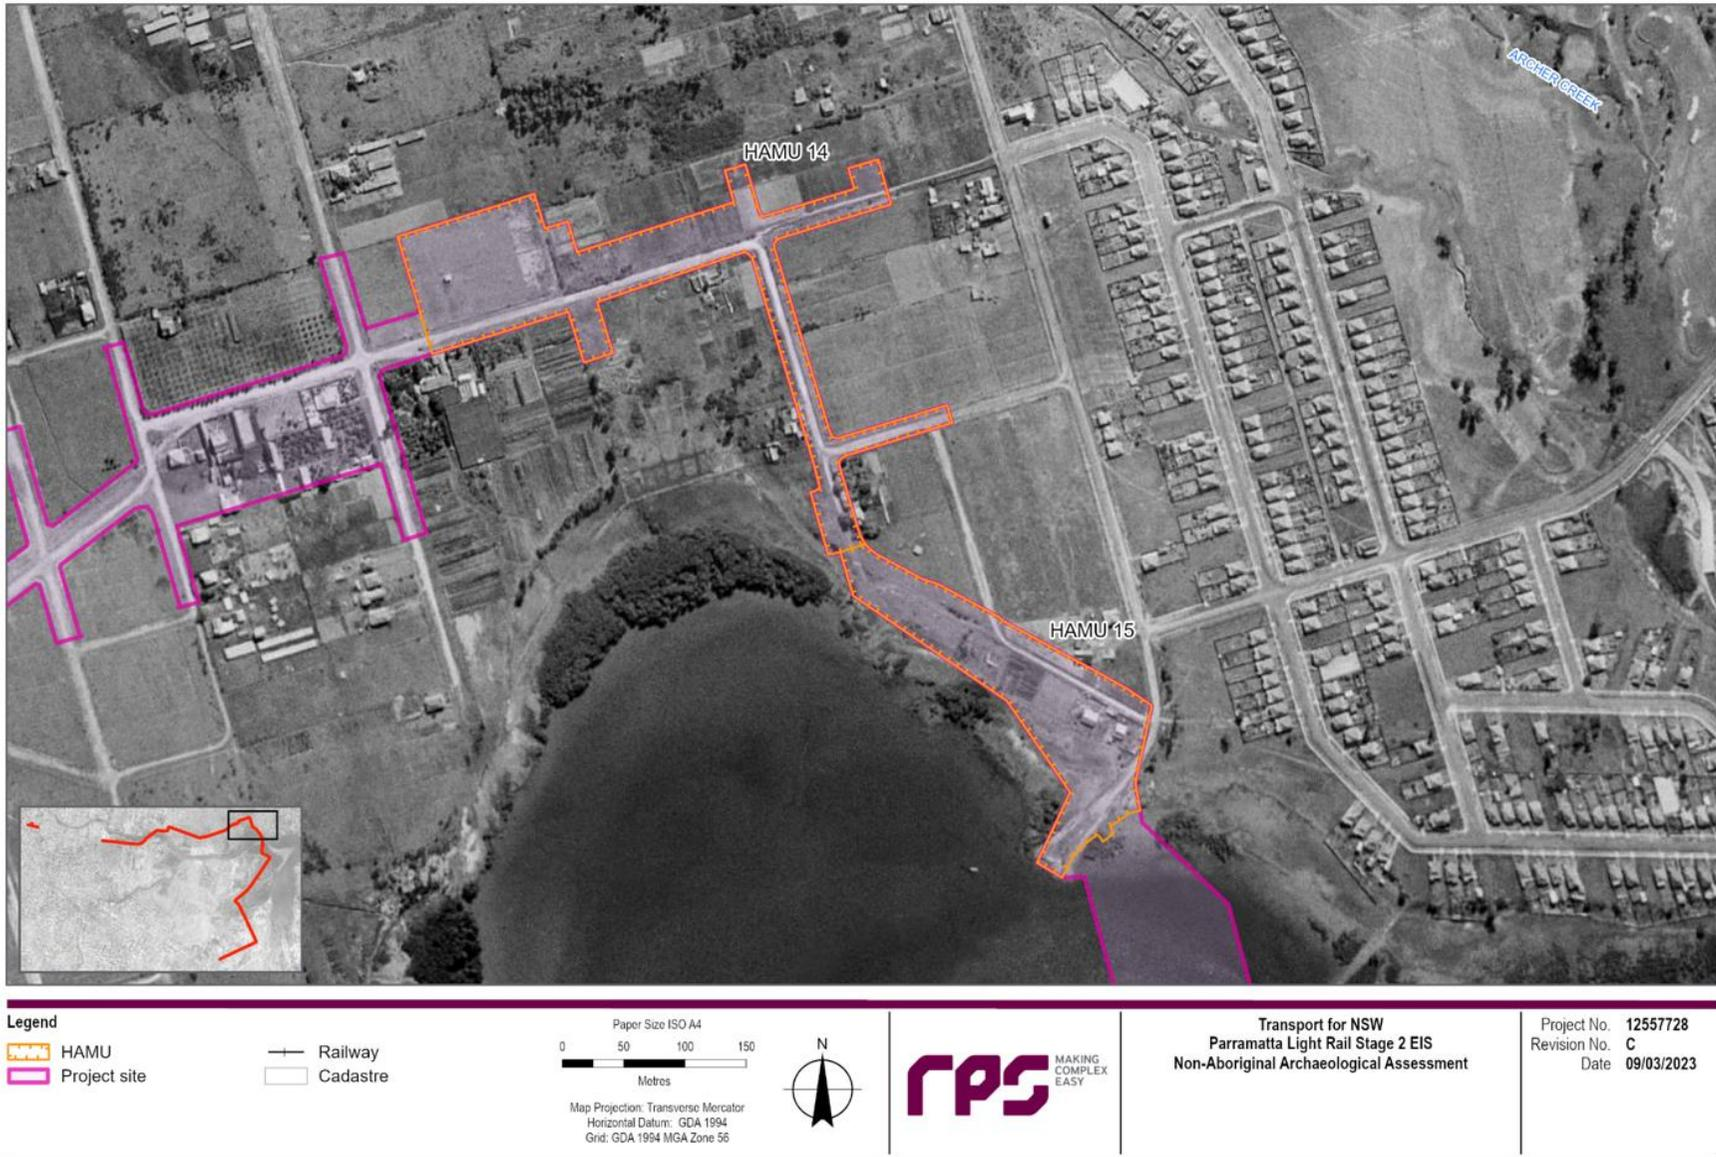 ARCHER CREEK
HAMU 14
HAMU 15
Legend
HAMU
Project site
Railway
Cadastre
Paper Size ISO A4
0 50 100 150
Metres
Map Projection: Transverse Mercator
Horizontal Datum: GDA 1994
Grid: GDA 1994 MGA Zone 56
N
rps
MAKING
COMPLEX
EASY
Transport for NSW
Parramatta Light Rail Stage 2 EIS
Non-Aboriginal Archaeological Assessment
Project No. 12557728
Revision No. C
Date 09/03/2023